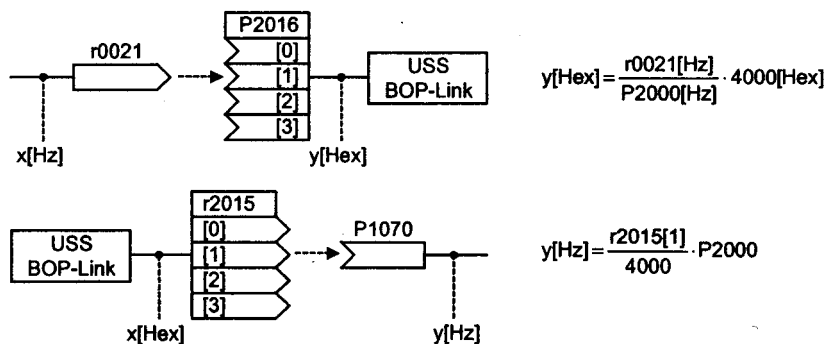 P2016
r0021
[0]
[1]
[2]
[3]
USS
BOP-Link
x[Hz]
y[Hex]
y[Hex]=r0021[Hz]/P2000[Hz]·4000[Hex]
r2015
[0]
[1]
[2]
[3]
USS
BOP-Link
P1070
x[Hex]
y[Hz]
y[Hz]=r2015[1]/4000·P2000